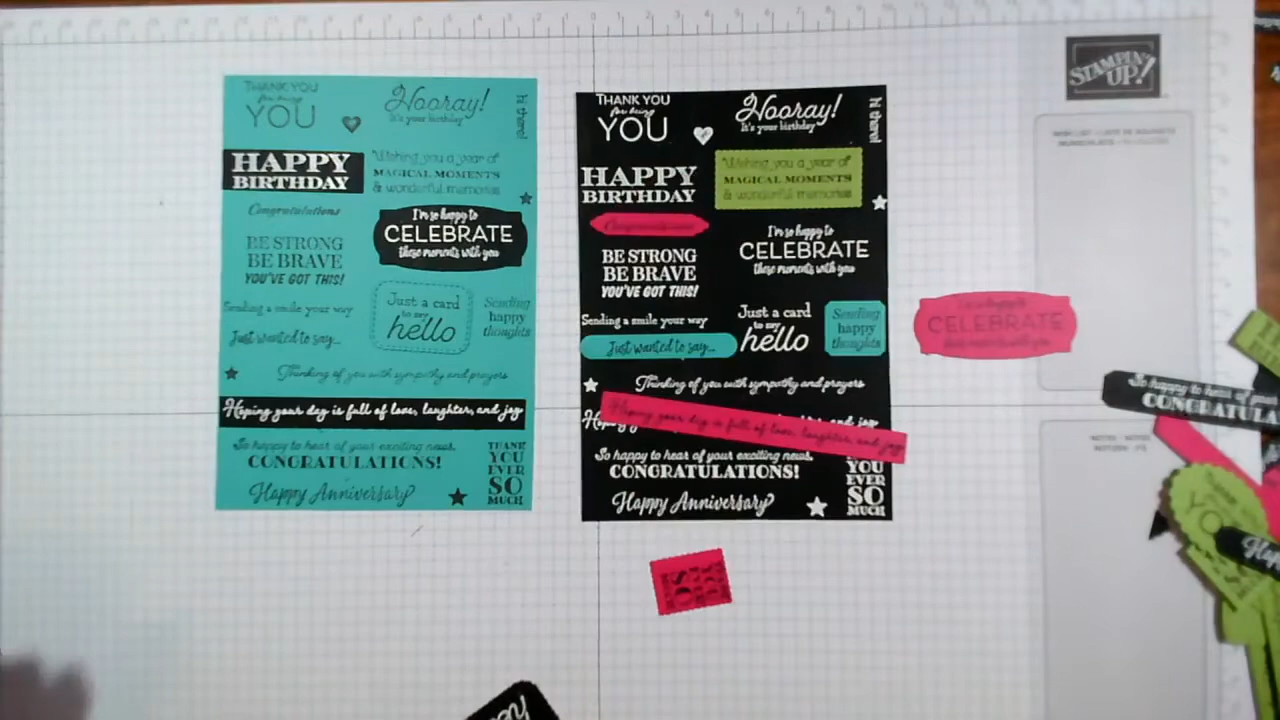 THANK YOU
for being
YOU
Hooray!
It's your birthday
hi there!
HAPPY
BIRTHDAY
Wishing you a year of
MAGICAL MOMENTS
& wonderful memories
Congratulations
I'm so happy to
CELEBRATE
these moments with you
BE STRONG
BE BRAVE
YOU'VE GOT THIS!
Sending a smile your way
Just a card
to say
hello
Sending
happy
thoughts
Just wanted to say...
Thinking of you with sympathy and prayers
Hoping your day is full of love, laughter, and joy
So happy to hear of your exciting news.
CONGRATULATIONS!
Happy Anniversary
THANK
YOU
EVER
SO
MUCH
THANK YOU
for being
YOU
Hooray!
It's your birthday
hi there!
HAPPY
BIRTHDAY
Wishing you a year of
MAGICAL MOMENTS
& wonderful memories
Congratulations
I'm so happy to
CELEBRATE
these moments with you
BE STRONG
BE BRAVE
YOU'VE GOT THIS!
Sending a smile your way
Just a card
to say
hello
Sending
happy
thoughts
Just wanted to say...
Thinking of you with sympathy and prayers
Hoping your day is full of love, laughter, and joy
So happy to hear of your exciting news.
CONGRATULATIONS!
Happy Anniversary
YOU
EVER
SO
MUCH
STAMPIN' UP!
I'm so happy to
CELEBRATE
these moments with you
So happy to hear of your
CONGRATULA
SO